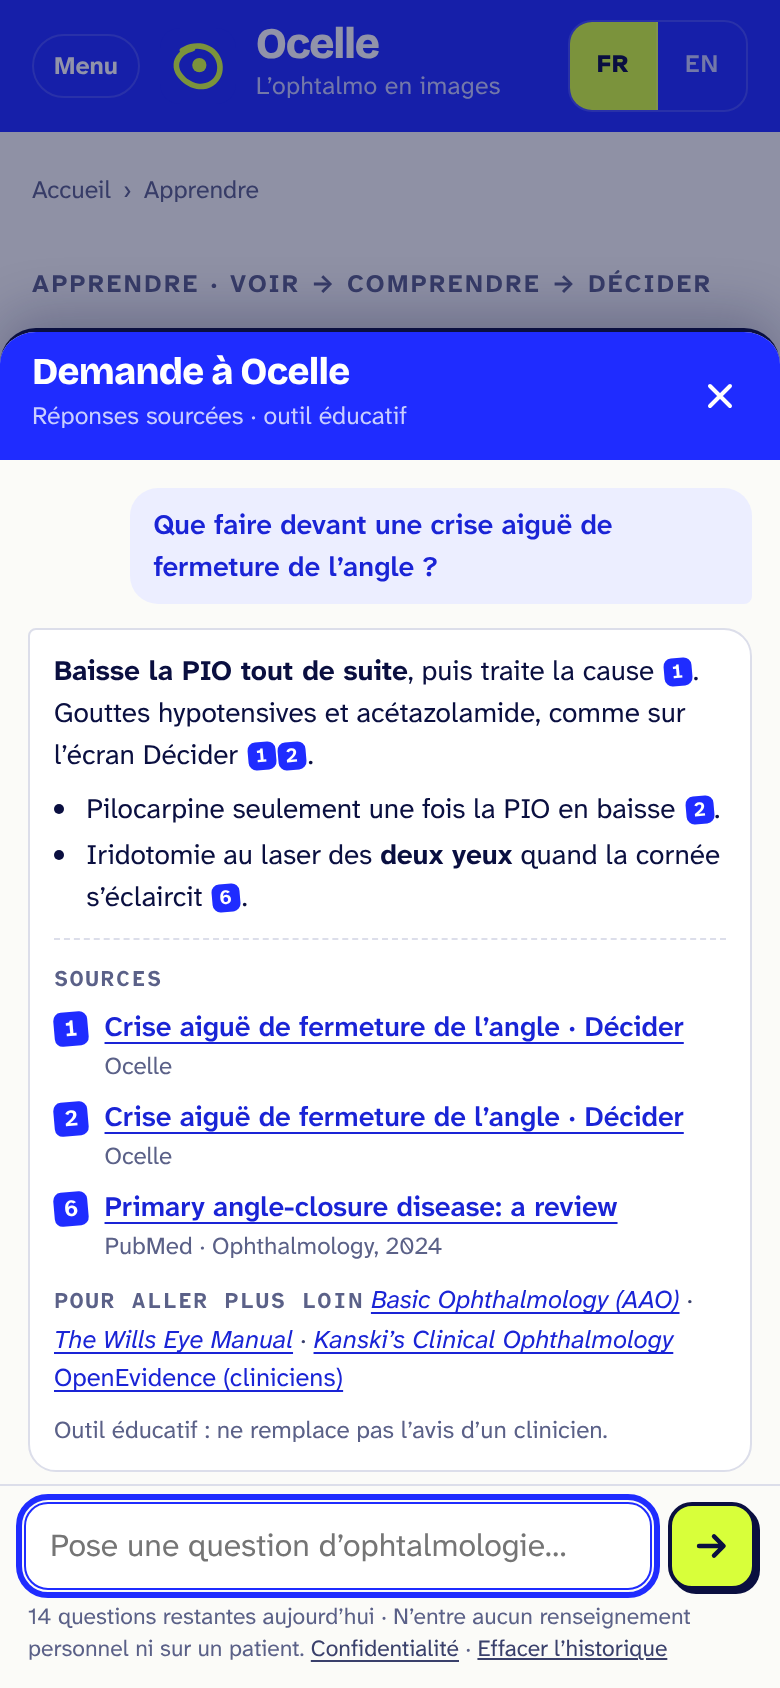 Menu
Ocelle
L’ophtalmo en images
FR
EN
Accueil › Apprendre
APPRENDRE · VOIR → COMPRENDRE → DÉCIDER
Demande à Ocelle
Réponses sourcées · outil éducatif
Que faire devant une crise aiguë de
fermeture de l’angle ?
Baisse la PIO tout de suite, puis traite la cause 1.
Gouttes hypotensives et acétazolamide, comme sur
l’écran Décider 1 2.
• Pilocarpine seulement une fois la PIO en baisse 2.
• Iridotomie au laser des deux yeux quand la cornée
s’éclaircit 6.
SOURCES
1 Crise aiguë de fermeture de l’angle · Décider
Ocelle
2 Crise aiguë de fermeture de l’angle · Décider
Ocelle
6 Primary angle-closure disease: a review
PubMed · Ophthalmology, 2024
POUR ALLER PLUS LOIN Basic Ophthalmology (AAO) ·
The Wills Eye Manual · Kanski’s Clinical Ophthalmology
OpenEvidence (cliniciens)
Outil éducatif : ne remplace pas l’avis d’un clinicien.
Pose une question d’ophtalmologie...
→
14 questions restantes aujourd’hui · N’entre aucun renseignement
personnel ni sur un patient. Confidentialité · Effacer l’historique